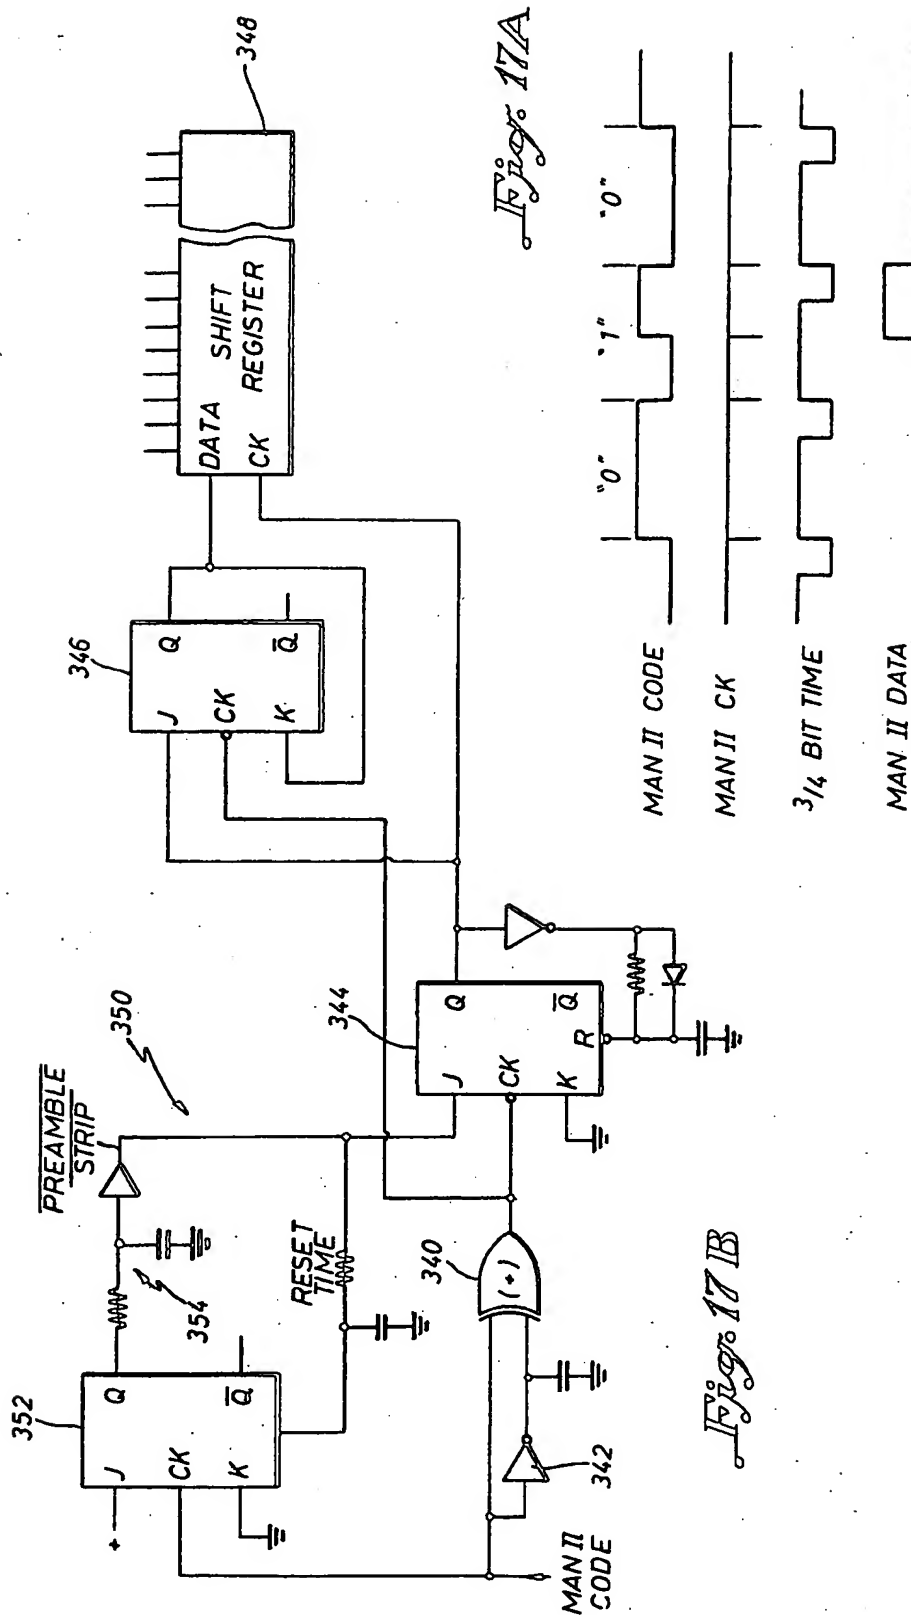 348
DATA
SHIFT
REGISTER
CK
346
J
CK
K
Q
Q
350
PREAMBLE
STRIP
354
352
J
CK
K
Q
Q
RESET
TIME
344
J
CK
K
Q
Q
R
340
(+)
342
MAN II
CODE
Fig. 17B
Fig. 17A
"0"
"1"
"0"
MAN II CODE
MAN II CK
3/4 BIT TIME
MAN II DATA
+